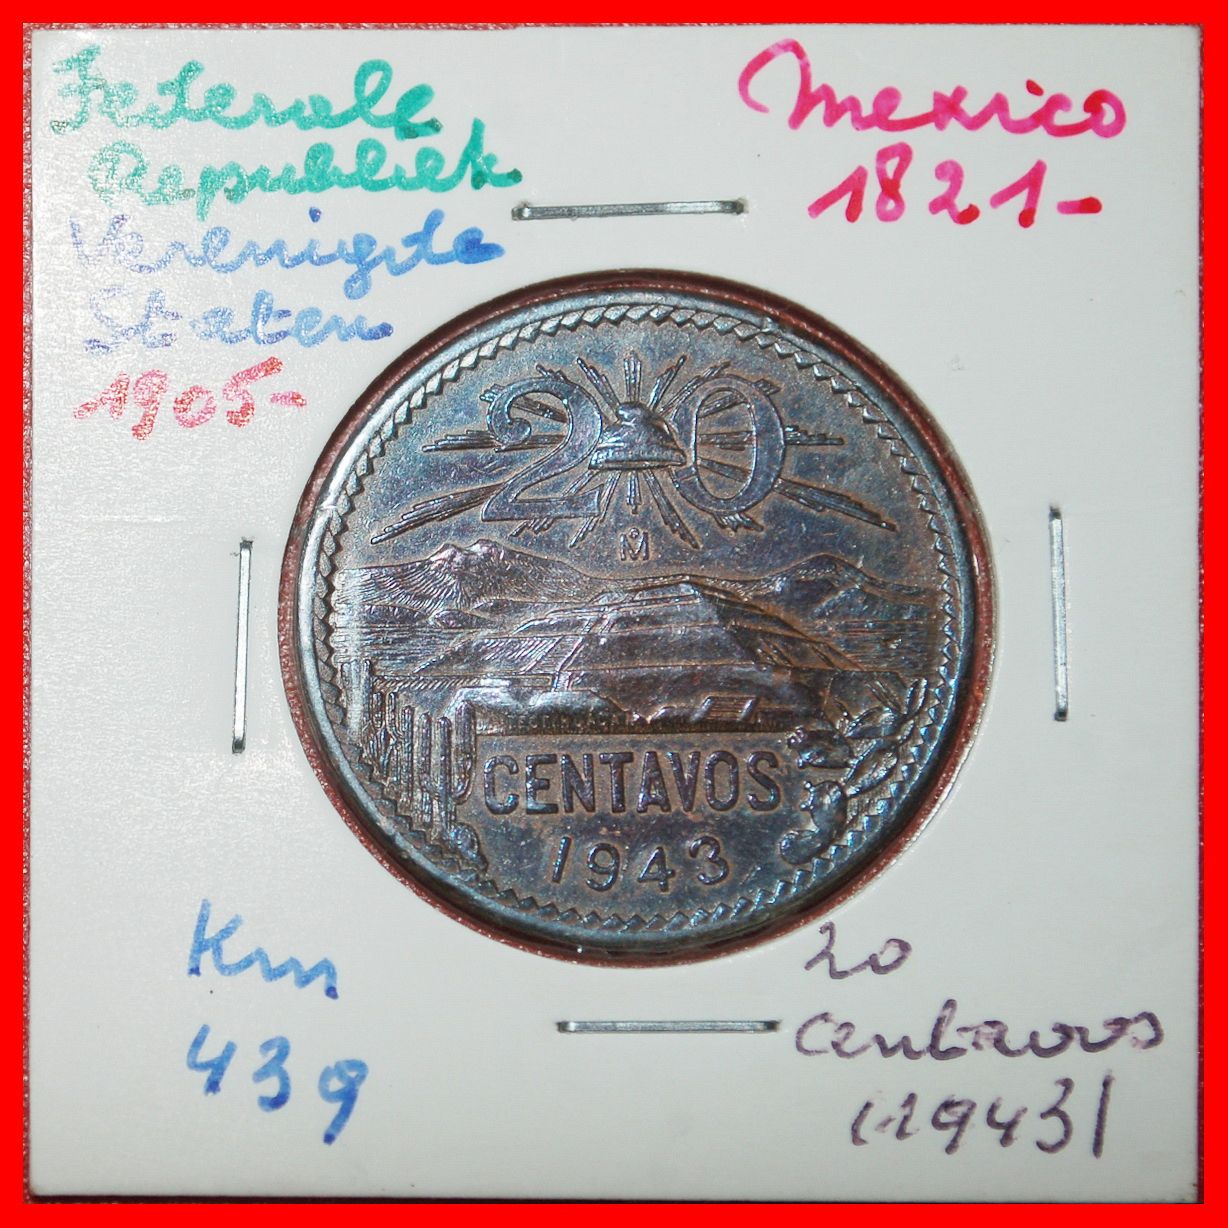 Federale
Republiek
Verenigde
Staten
1905-
Mexico
1821-
20
M
CENTAVOS
1943
Km
439
20
centavos
(1943)